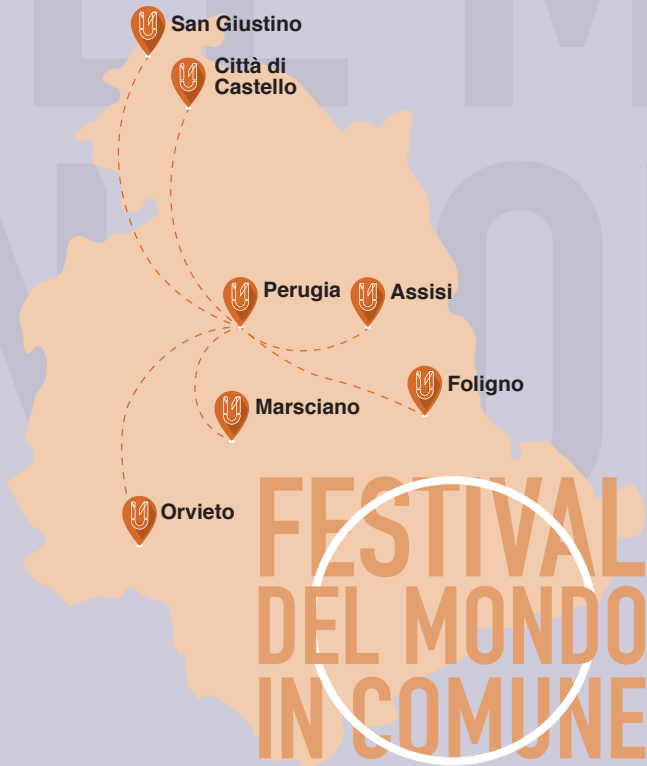 San Giustino
Città di
Castello
Perugia
Assisi
Foligno
Marsciano
Orvieto
FESTIVAL
DEL MONDO
IN COMUNE